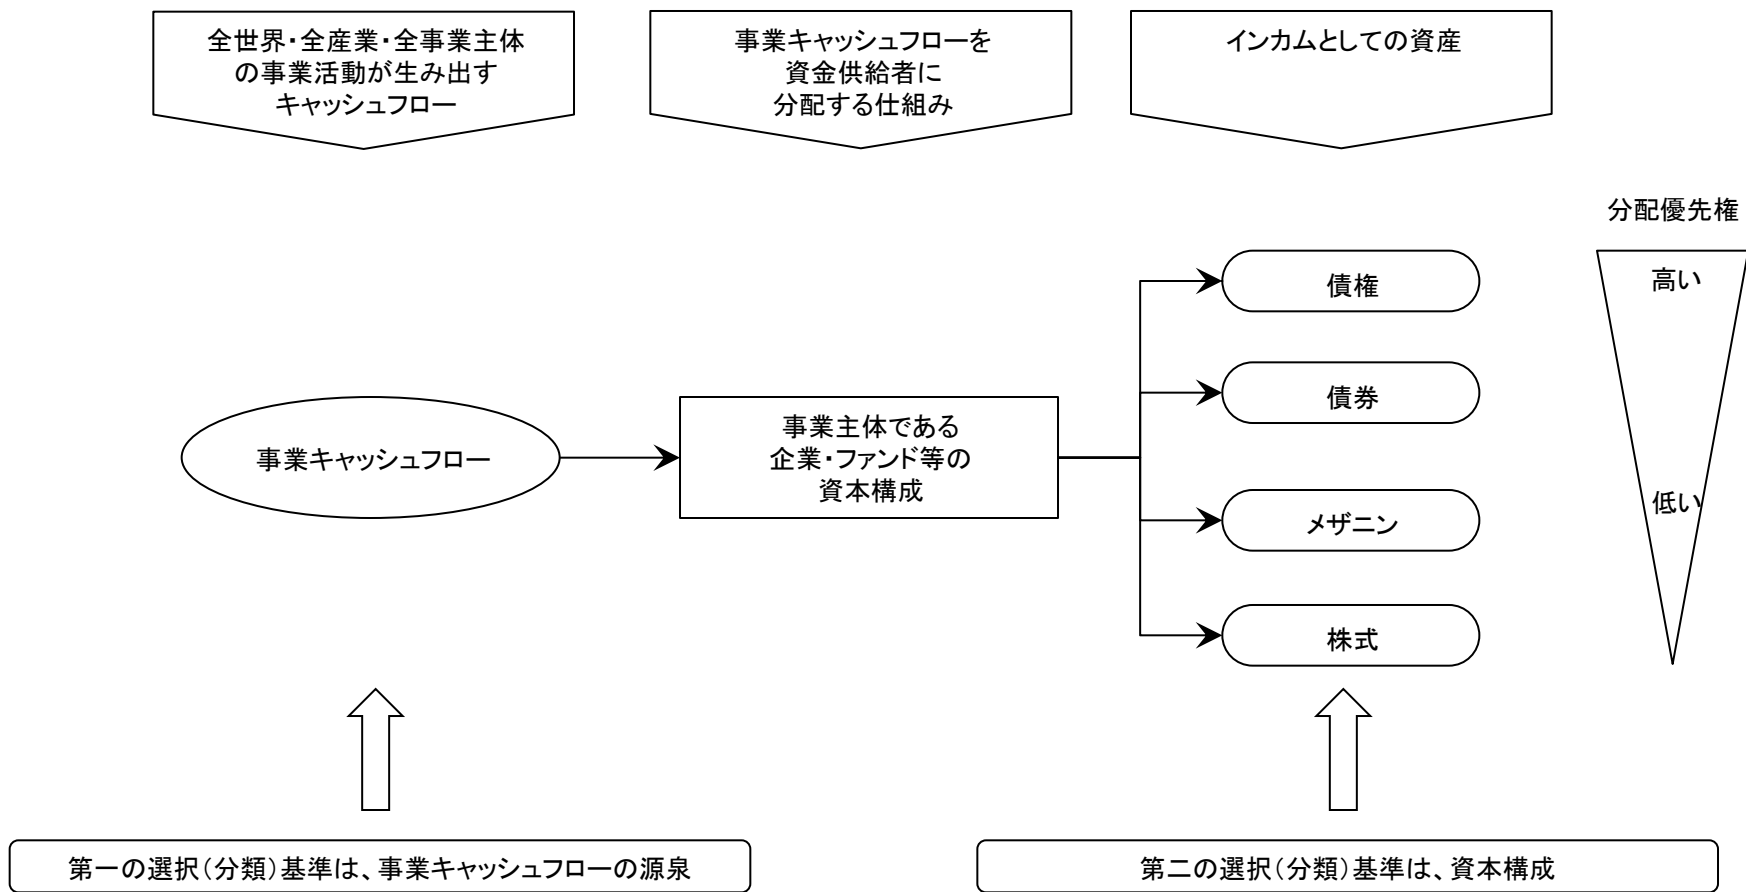 全世界・全産業・全事業主体
の事業活動が生み出す
キャッシュフロー
事業キャッシュフローを
資金供給者に
分配する仕組み
インカムとしての資産
分配優先権
高い
低い
債権
債券
メザニン
株式
事業キャッシュフロー
事業主体である
企業・ファンド等の
資本構成
第一の選択(分類)基準は、事業キャッシュフローの源泉
第二の選択(分類)基準は、資本構成